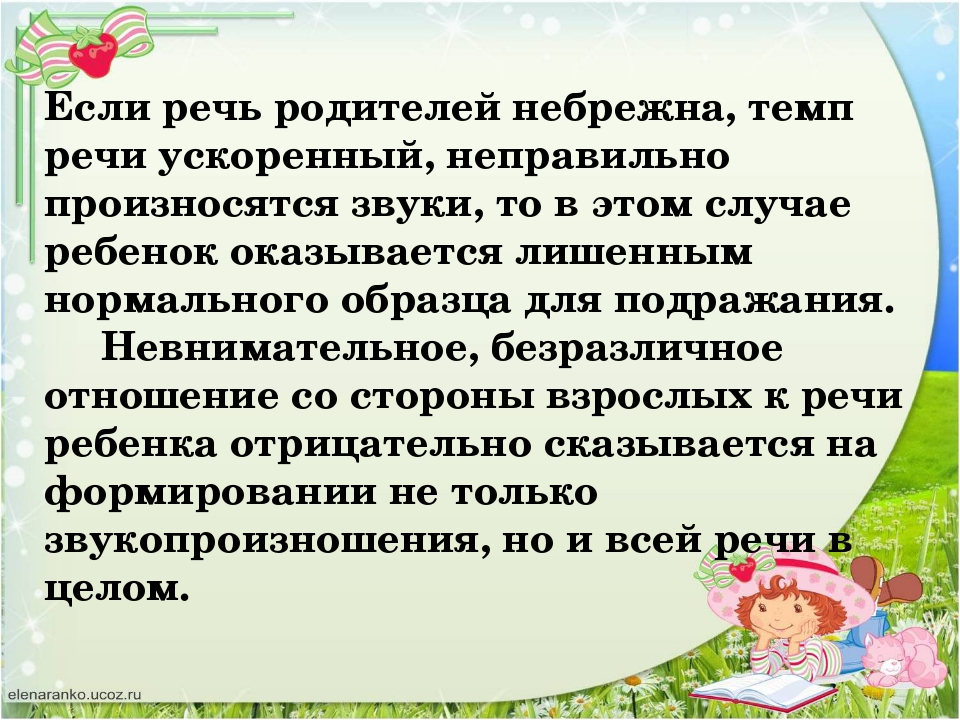 Если речь родителей небрежна, темп
речи ускоренный, неправильно
произносятся звуки, то в этом случае
ребенок оказывается лишенным
нормального образца для подражания.
Невнимательное, безразличное
отношение со стороны взрослых к речи
ребенка отрицательно сказывается на
формировании не только
звукопроизношения, но и всей речи в
целом.
elenaranko.ucoz.ru